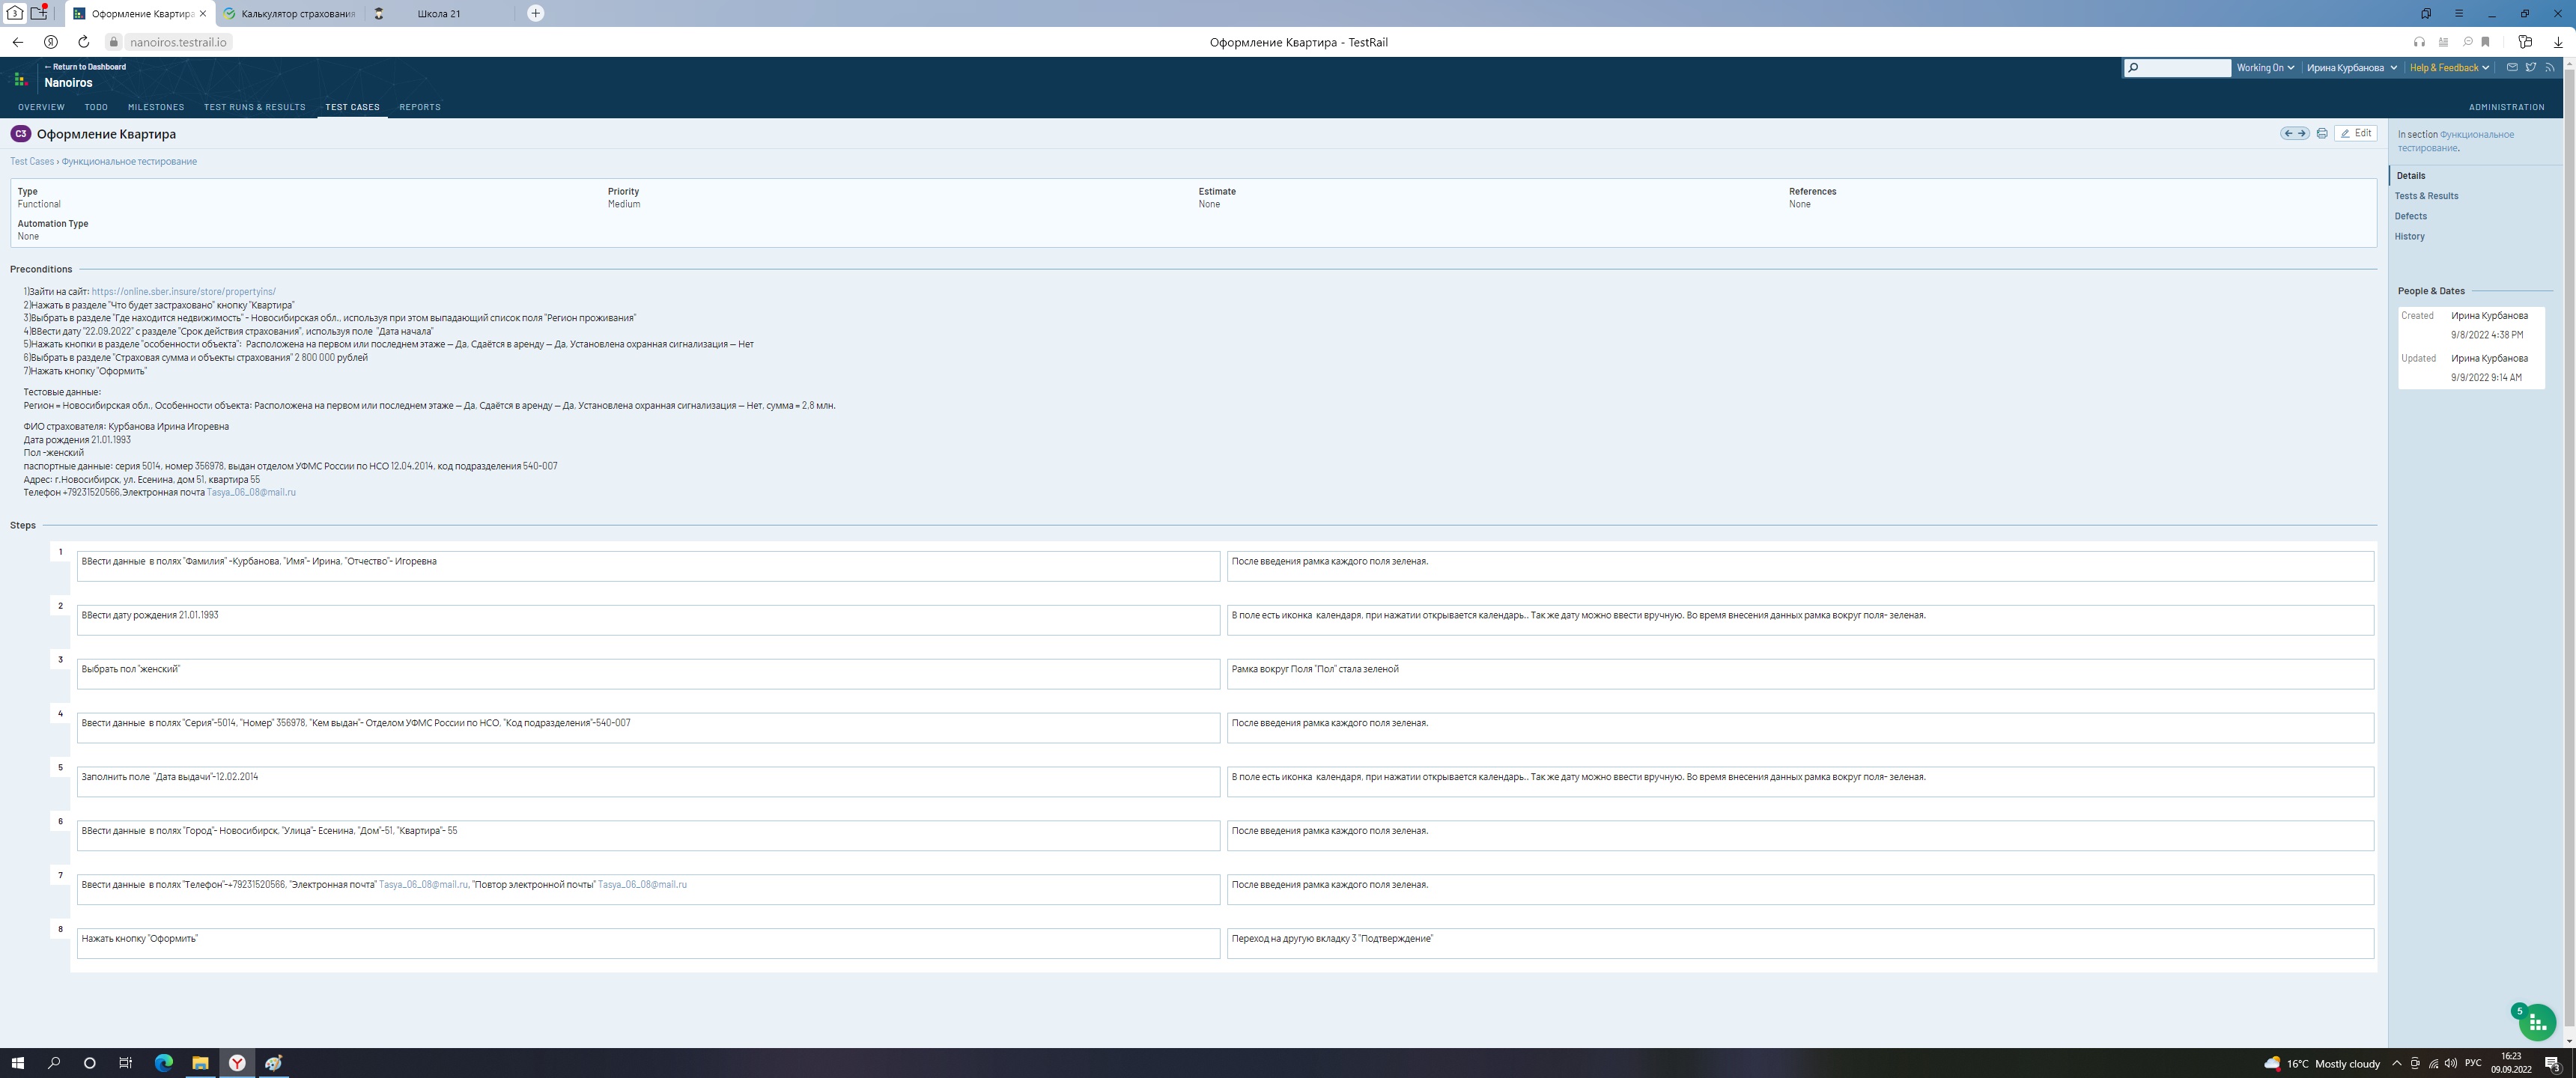 Оформление Квартира
Калькулятор страхования
Школа 21
nanoiros.testrail.io
Оформление Квартира - TestRail
← Return to Dashboard
Nanoiros
Working On
Ирина Курбанова
Help & Feedback
OVERVIEW TODO MILESTONES TEST RUNS & RESULTS TEST CASES REPORTS
ADMINISTRATION
C3 Оформление Квартира
Edit
Test Cases › Функциональное тестирование
In section Функциональное
тестирование.
Type
Functional
Priority
Medium
Estimate
None
References
None
Automation Type
None
Details
Tests & Results
Defects
History
People & Dates
Created Ирина Курбанова
9/8/2022 4:38 PM
Updated Ирина Курбанова
9/9/2022 9:14 AM
Preconditions
1)Зайти на сайт: https://online.sber.insure/store/propertyins/
2)Нажать в разделе "Что будет застраховано" кнопку "Квартира"
3)Выбрать в разделе "Где находится недвижимость" - Новосибирская обл., используя при этом выпадающий список поля "Регион проживания"
4)ВВести дату "22.09.2022" с разделе "Срок действия страхования", используя поле "Дата начала"
5)Нажать кнопки в разделе "особенности объекта": Расположена на первом или последнем этаже — Да, Сдаётся в аренду — Да, Установлена охранная сигнализация — Нет
6)Выбрать в разделе "Страховая сумма и объекты страхования" 2 800 000 рублей
7)Нажать кнопку "Оформить"
Тестовые данные:
Регион = Новосибирская обл., Особенности объекта: Расположена на первом или последнем этаже — Да, Сдаётся в аренду — Да, Установлена охранная сигнализация — Нет, сумма = 2,8 млн.
ФИО страхователя: Курбанова Ирина Игоревна
Дата рождения 21.01.1993
Пол -женский
паспортные данные: серия 5014, номер 356978, выдан отделом УФМС России по НСО 12.04.2014, код подразделения 540-007
Адрес: г.Новосибирск, ул. Есенина, дом 51, квартира 55
Телефон +79231520566,Электронная почта Tasya_06_08@mail.ru
Steps
1
ВВести данные в полях "Фамилия" -Курбанова, "Имя"- Ирина, "Отчество"- Игоревна
После введения рамка каждого поля зеленая.
2
ВВести дату рождения 21.01.1993
В поле есть иконка календаря, при нажатии открывается календарь.. Так же дату можно ввести вручную. Во время внесения данных рамка вокруг поля- зеленая.
3
Выбрать пол "женский"
Рамка вокруг Поля "Пол" стала зеленой
4
Ввести данные в полях "Серия"-5014, "Номер" 356978, "Кем выдан"- Отделом УФМС России по НСО, "Код подразделения"-540-007
После введения рамка каждого поля зеленая.
5
Заполнить поле "Дата выдачи"-12.02.2014
В поле есть иконка календаря, при нажатии открывается календарь.. Так же дату можно ввести вручную. Во время внесения данных рамка вокруг поля- зеленая.
6
ВВести данные в полях "Город"- Новосибирск, "Улица"- Есенина, "Дом"-51, "Квартира"- 55
После введения рамка каждого поля зеленая.
7
Ввести данные в полях "Телефон"-+79231520566, "Электронная почта" Tasya_06_08@mail.ru, "Повтор электронной почты" Tasya_06_08@mail.ru
После введения рамка каждого поля зеленая.
8
Нажать кнопку "Оформить"
Переход на другую вкладку 3 "Подтверждение"
5
16°C Mostly cloudy
РУС
16:23
09.09.2022
3